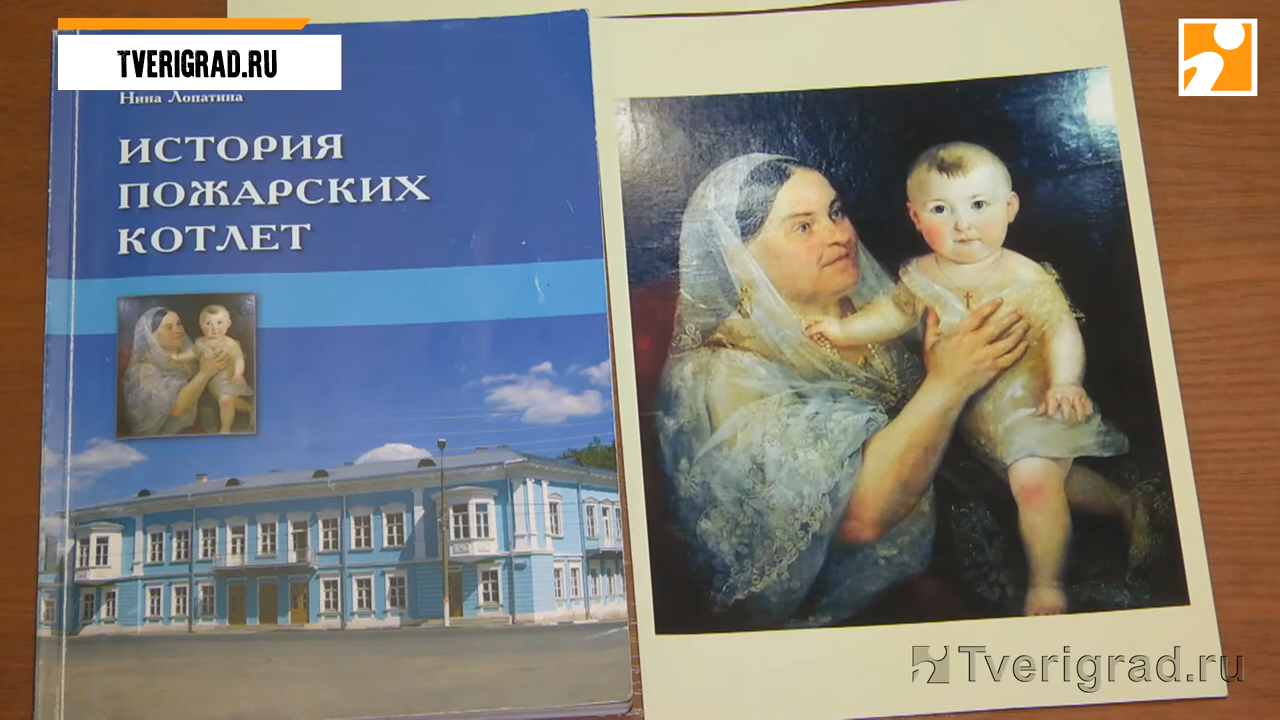 TVERIGRAD.RU
Нина Лопатина
ИСТОРИЯ
ПОЖАРСКИХ
КОТЛЕТ
Tverigrad.ru